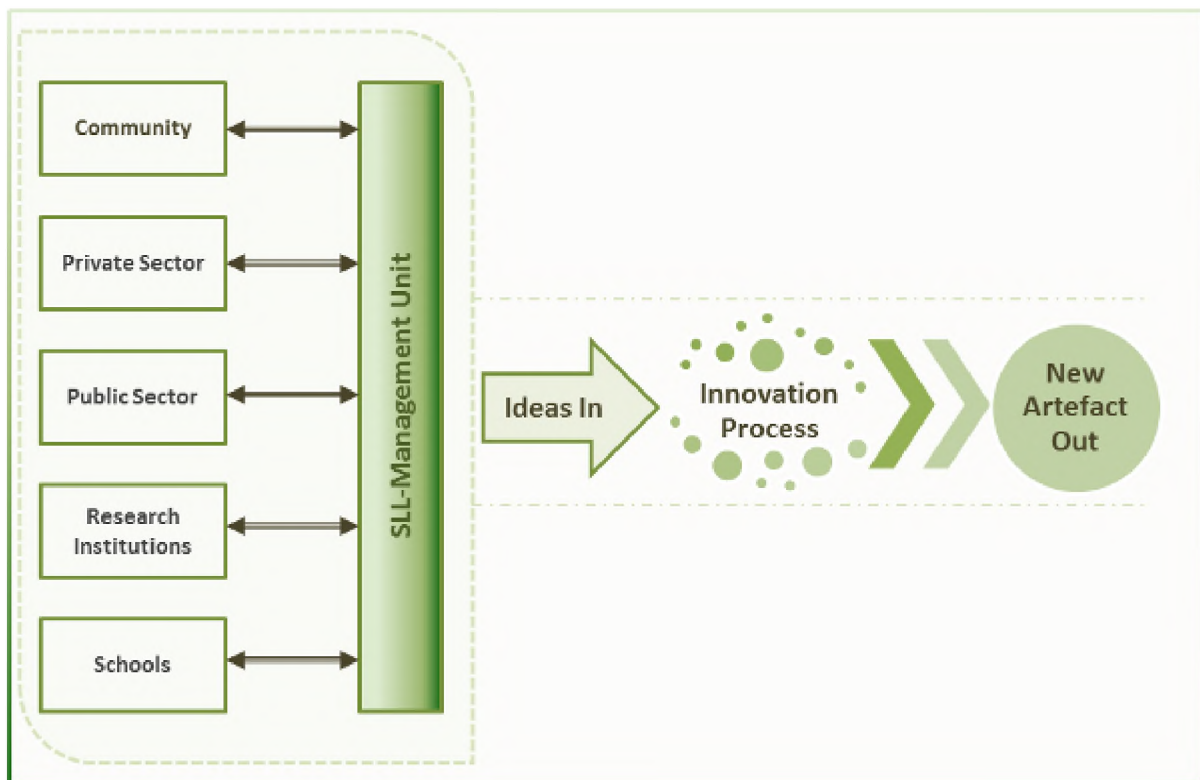 Community
Private Sector
Public Sector
Research
Institutions
Schools
SLL-Management Unit
Ideas In
Innovation
Process
New
Artefact
Out